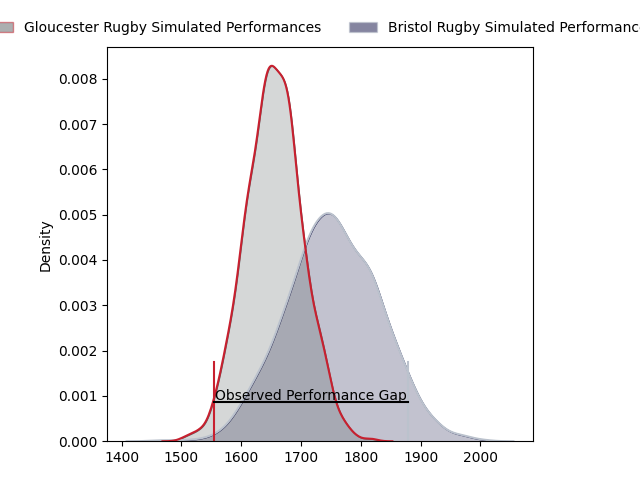 Gloucester Rugby Simulated Performances Bristol Rugby Simulated Performanc
0.008
0.007
0.006
0.005
0.004
0.003
0.002
0.001
0.000
Density
Observed Performance Gap
1400 1500 1600 1700 1800 1900 2000